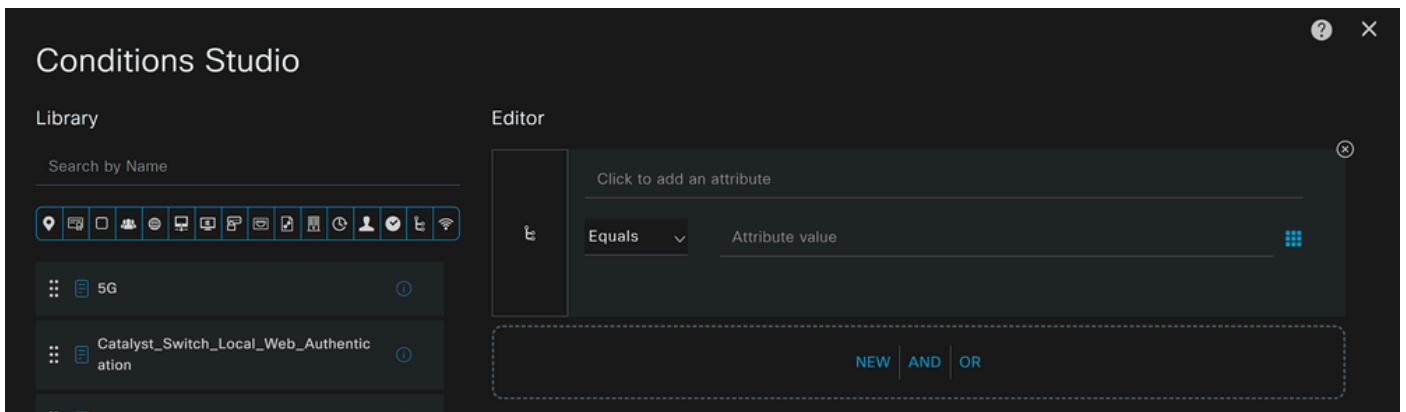 Conditions Studio
Library
Search by Name
5G
Catalyst_Switch_Local_Web_Authentic
ation
Editor
Click to add an attribute
Equals
Attribute value
NEW AND OR